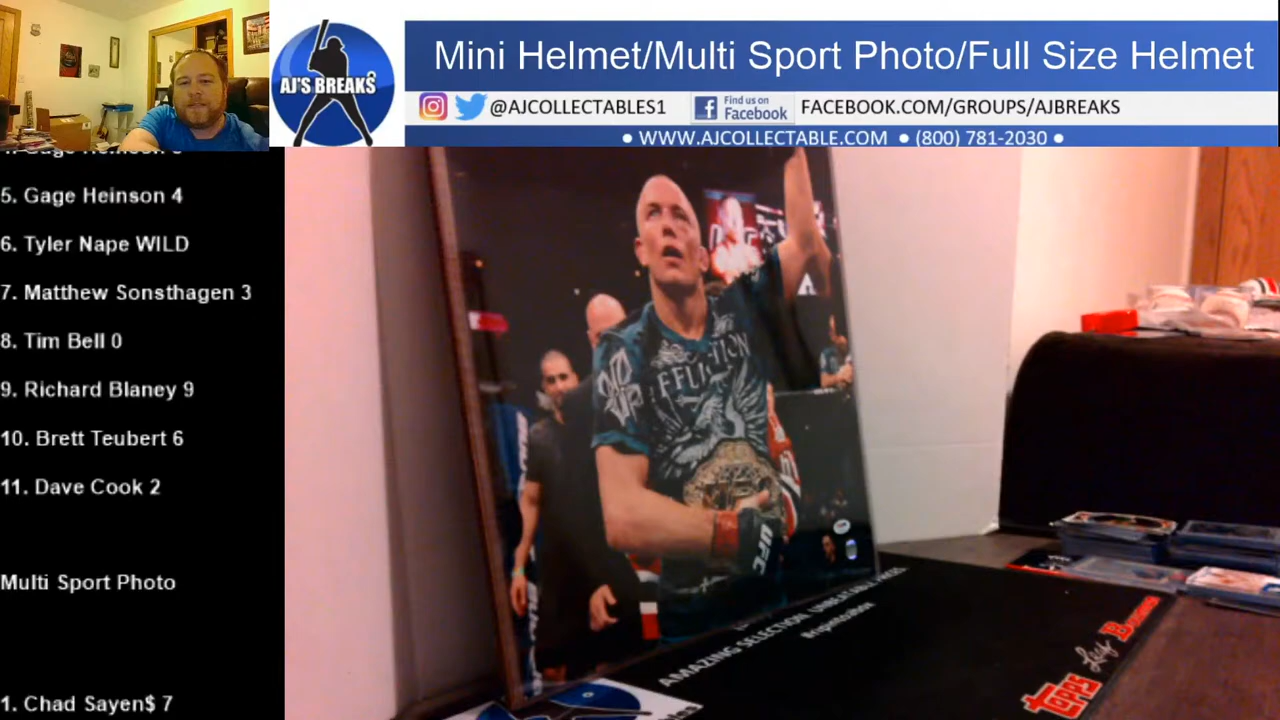 Mini Helmet/Multi Sport Photo/Full Size Helmet
AJ'S BREAKS
@AJCOLLECTABLES1
Find us on
Facebook
FACEBOOK.COM/GROUPS/AJBREAKS
● WWW.AJCOLLECTABLE.COM ● (800) 781-2030 ●
5. Gage Heinson 4
6. Tyler Nape WILD
7. Matthew Sonsthagen 3
8. Tim Bell 0
9. Richard Blaney 9
10. Brett Teubert 6
11. Dave Cook 2
Multi Sport Photo
1. Chad Sayen$ 7
UFC
AMAZING SELECTION. UNBEATABLE
TOPPS
Leaf